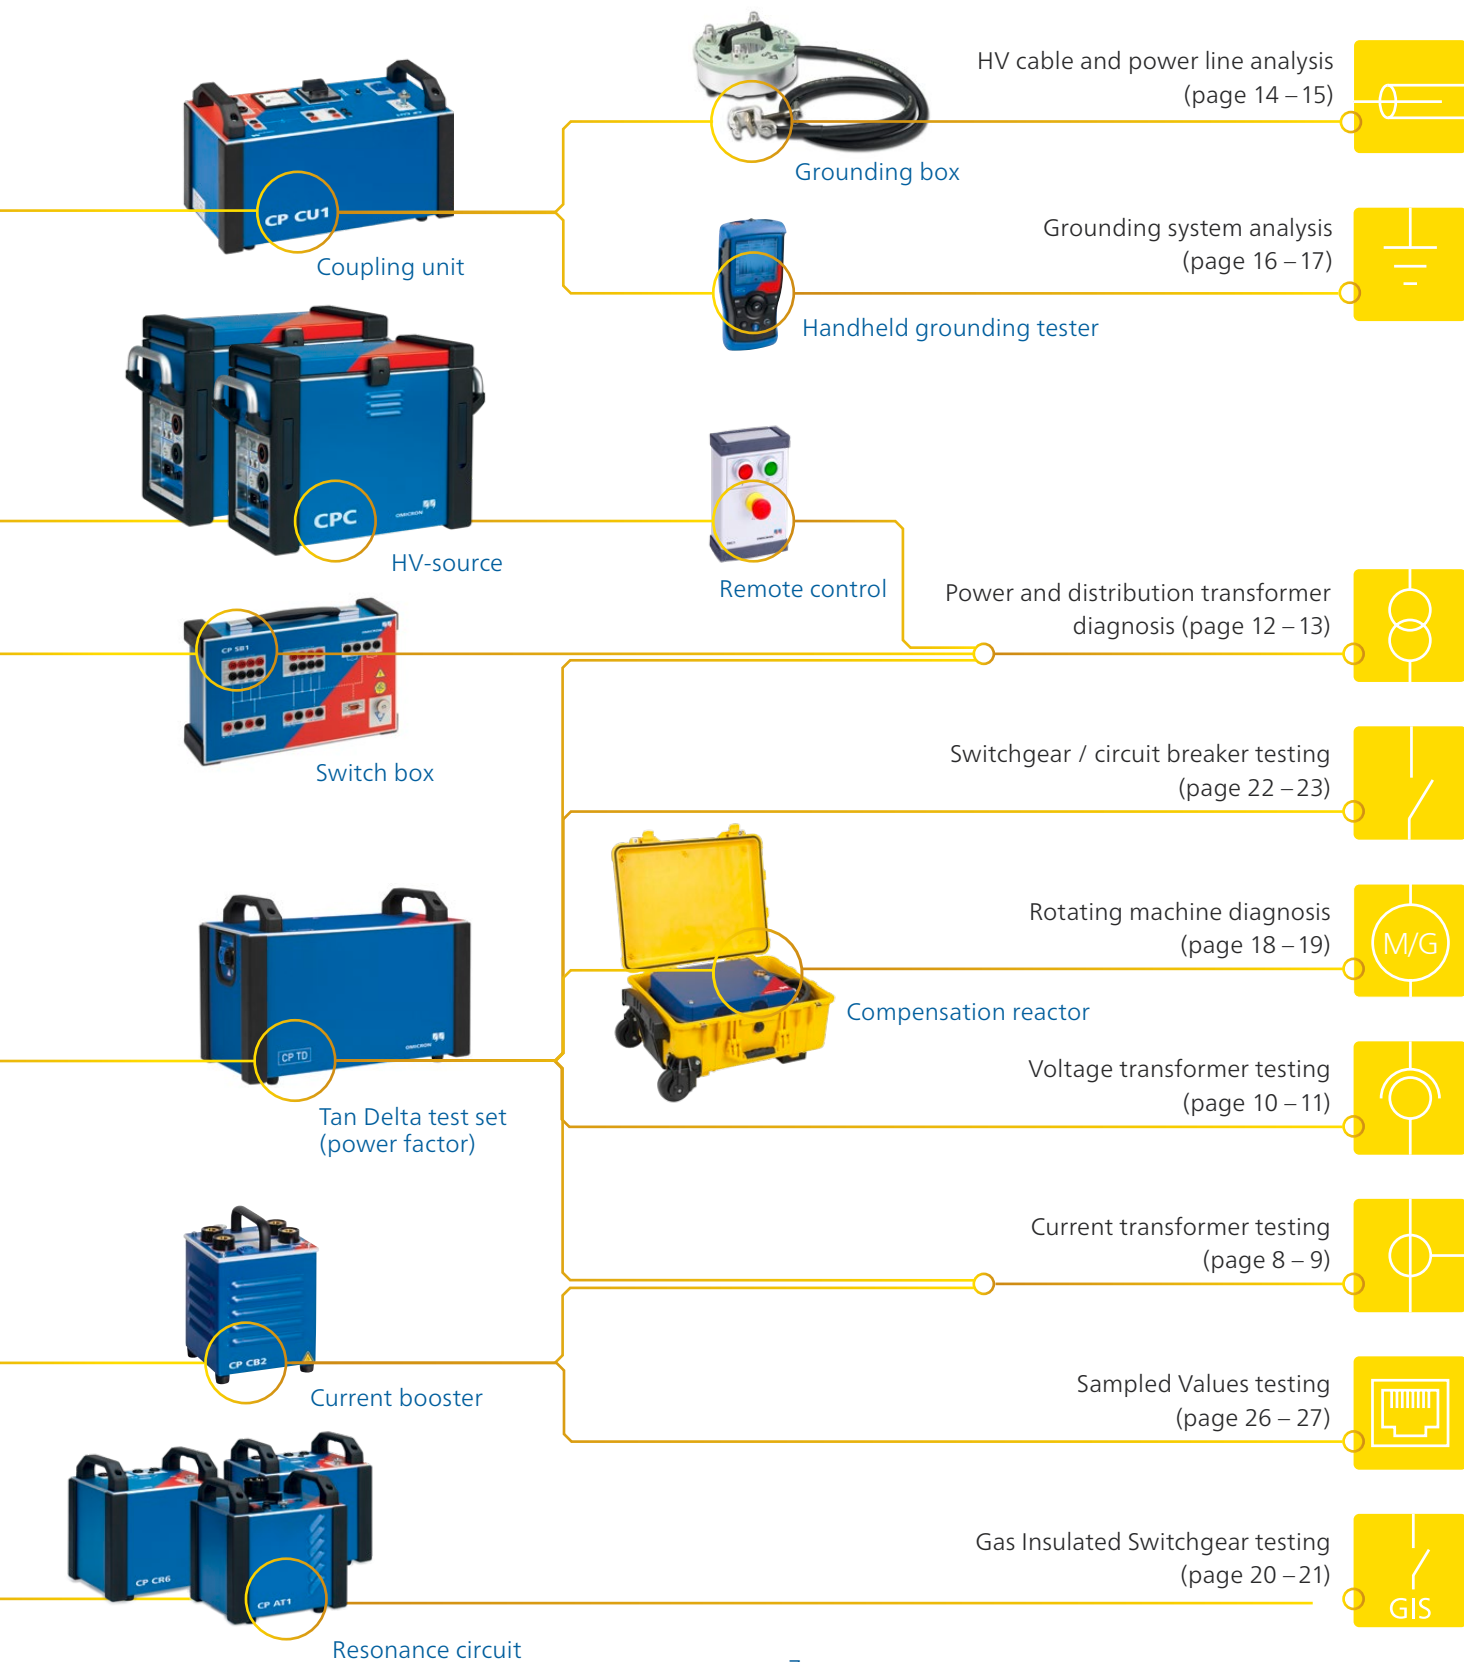 HV cable and power line analysis
(page 14 – 15)
Grounding box
CP CU1
Coupling unit
Grounding system analysis
(page 16 – 17)
Handheld grounding tester
CPC
OMICRON
HV-source
OMICRON
Remote control
Power and distribution transformer
diagnosis (page 12 – 13)
CP SB1
OMICRON
Switch box
Switchgear / circuit breaker testing
(page 22 – 23)
Rotating machine diagnosis
(page 18 – 19)
M/G
Compensation reactor
CP TD
OMICRON
Tan Delta test set
(power factor)
Voltage transformer testing
(page 10 – 11)
Current transformer testing
(page 8 – 9)
CP CB2
Current booster
Sampled Values testing
(page 26 – 27)
CP CR6
CP AT1
Resonance circuit
Gas Insulated Switchgear testing
(page 20 – 21)
GIS